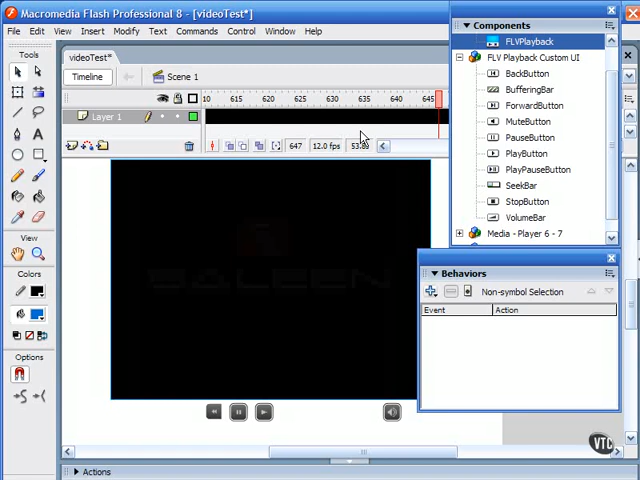 Macromedia Flash Professional 8 - [videoTest*]
File Edit View Insert Modify Text Commands Control Window Help
Tools
View
Colors
Options
videoTest*
Timeline
Scene 1
10 615 620 625 630 635 640 645
Layer 1
647 12.0 fps
SALEEN
Components
FLVPlayback
FLV Playback Custom UI
BackButton
BufferingBar
ForwardButton
MuteButton
PauseButton
PlayButton
PlayPauseButton
SeekBar
StopButton
VolumeBar
Media - Player 6 - 7
Behaviors
Non-symbol Selection
Event Action
VTC
Actions